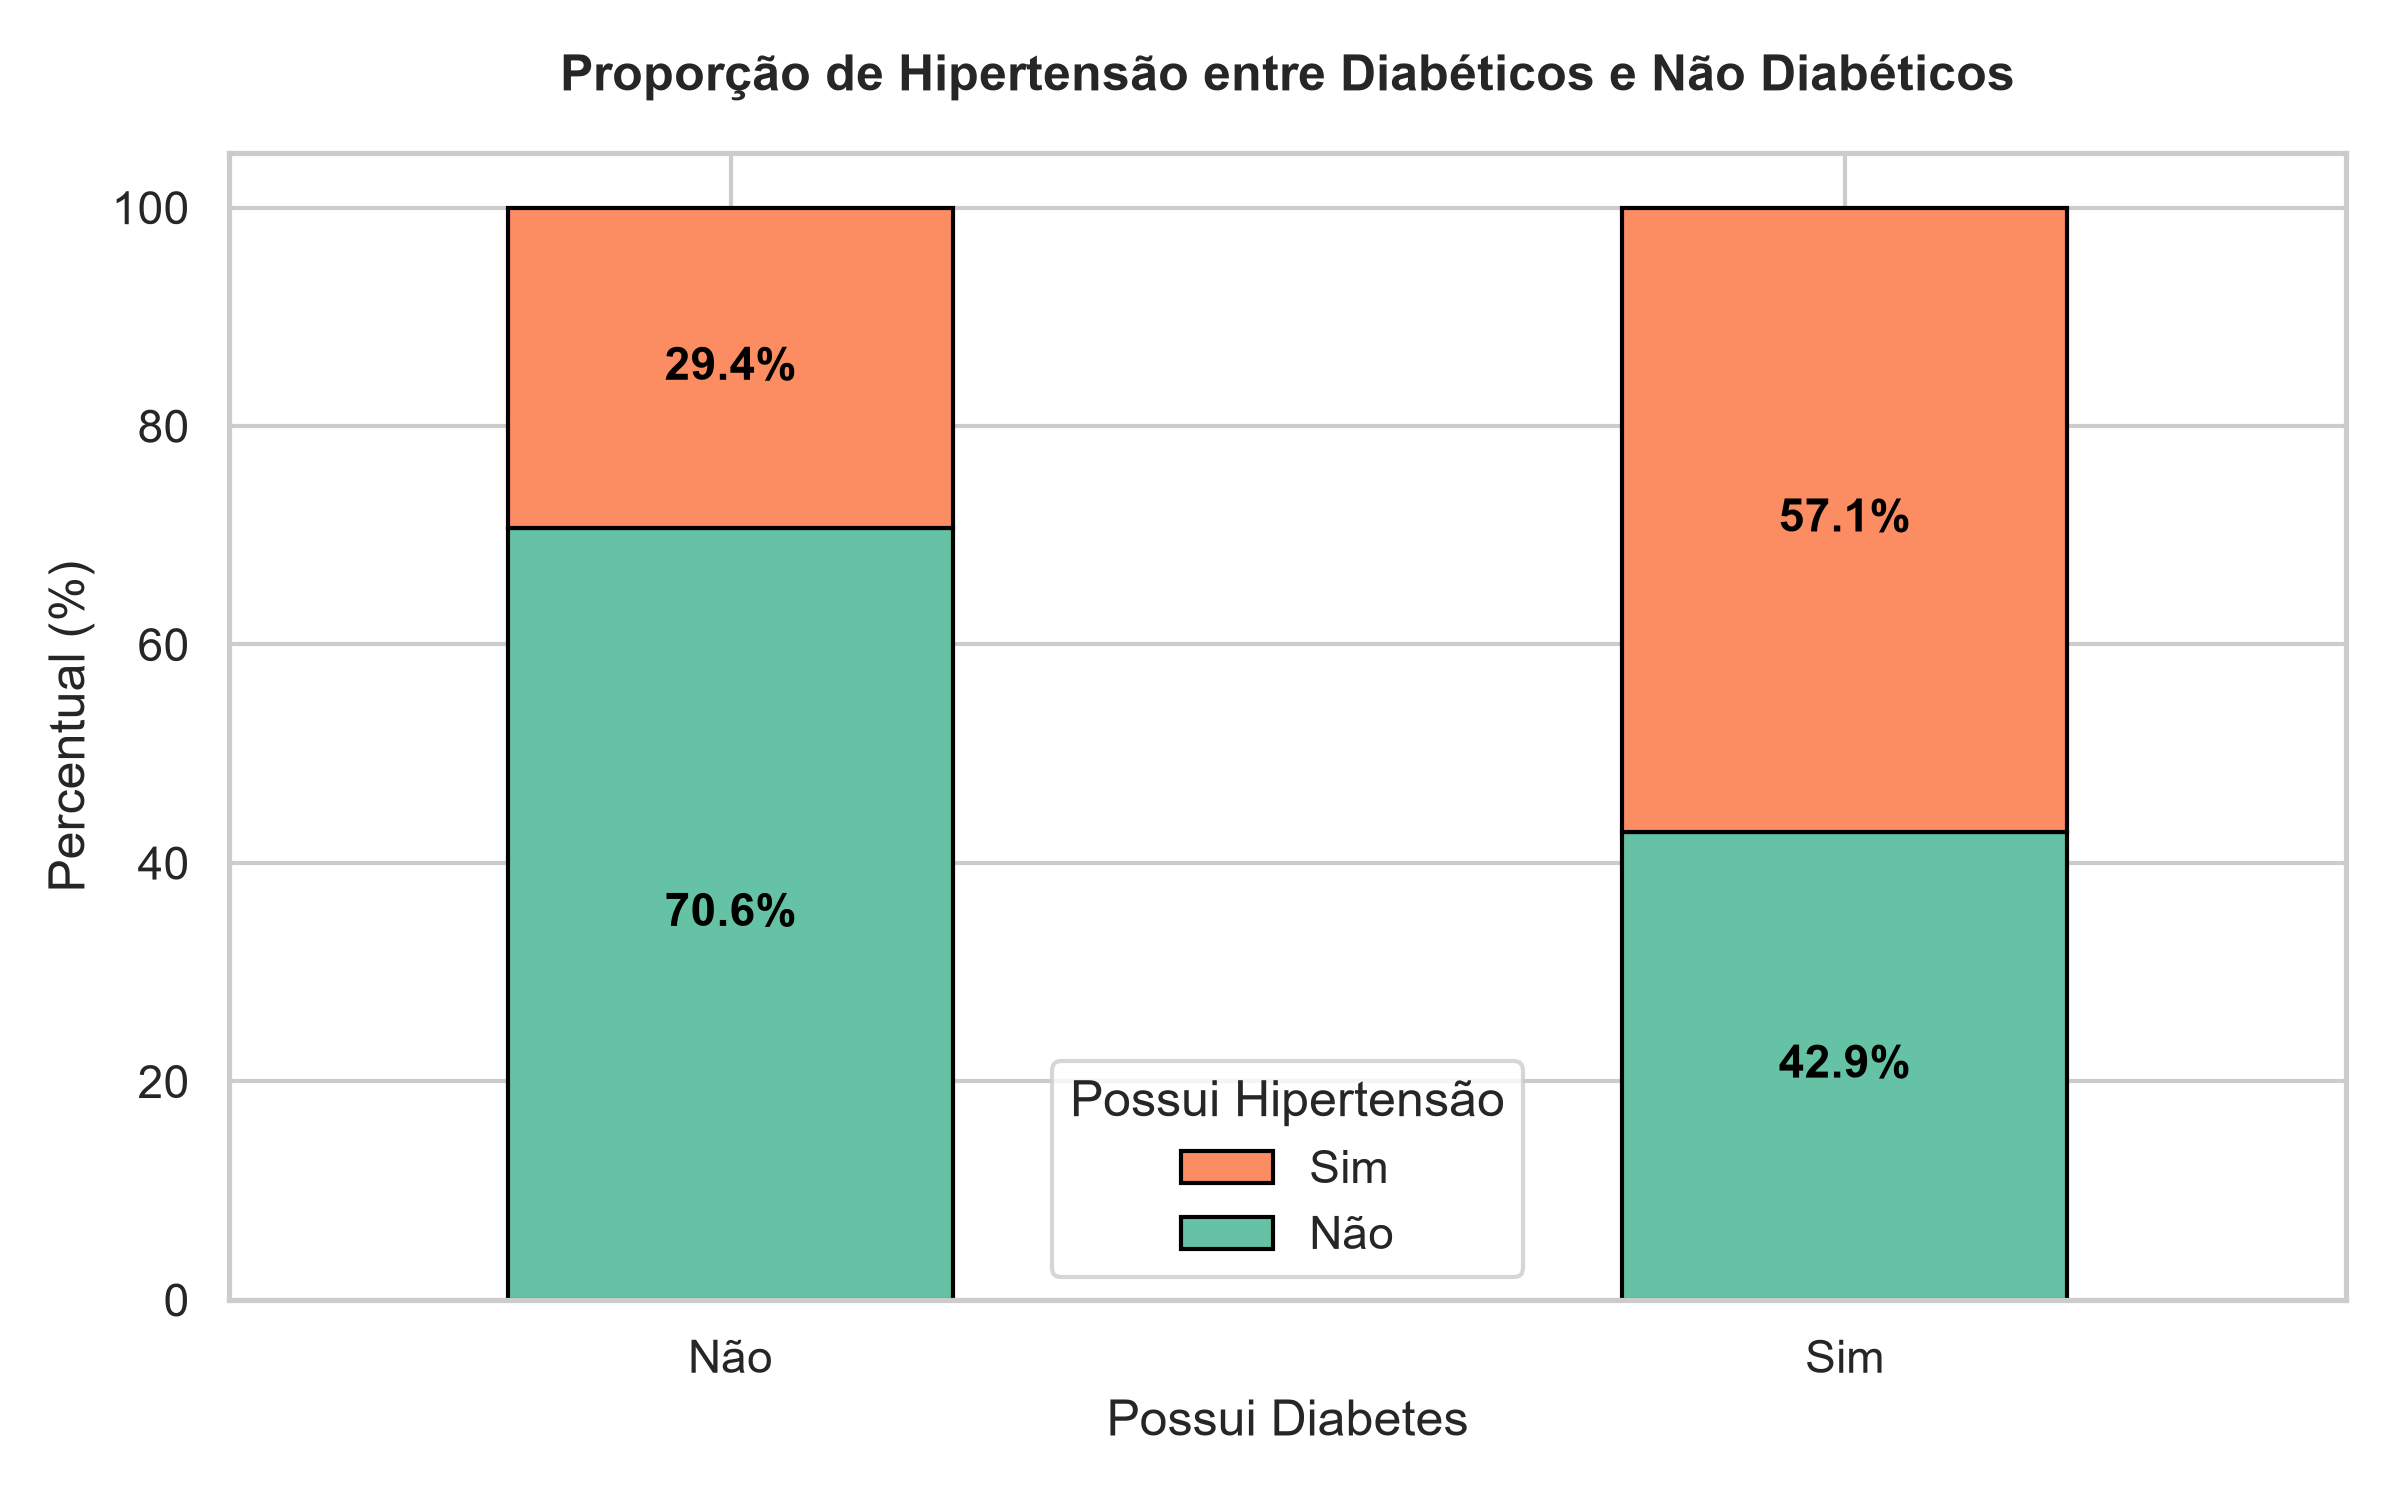 Proporção de Hipertensão entre Diabéticos e Não Diabéticos
Percentual (%)
100
80
60
40
20
0
29.4%
70.6%
57.1%
42.9%
Possui Hipertensão
Sim
Não
Não
Sim
Possui Diabetes